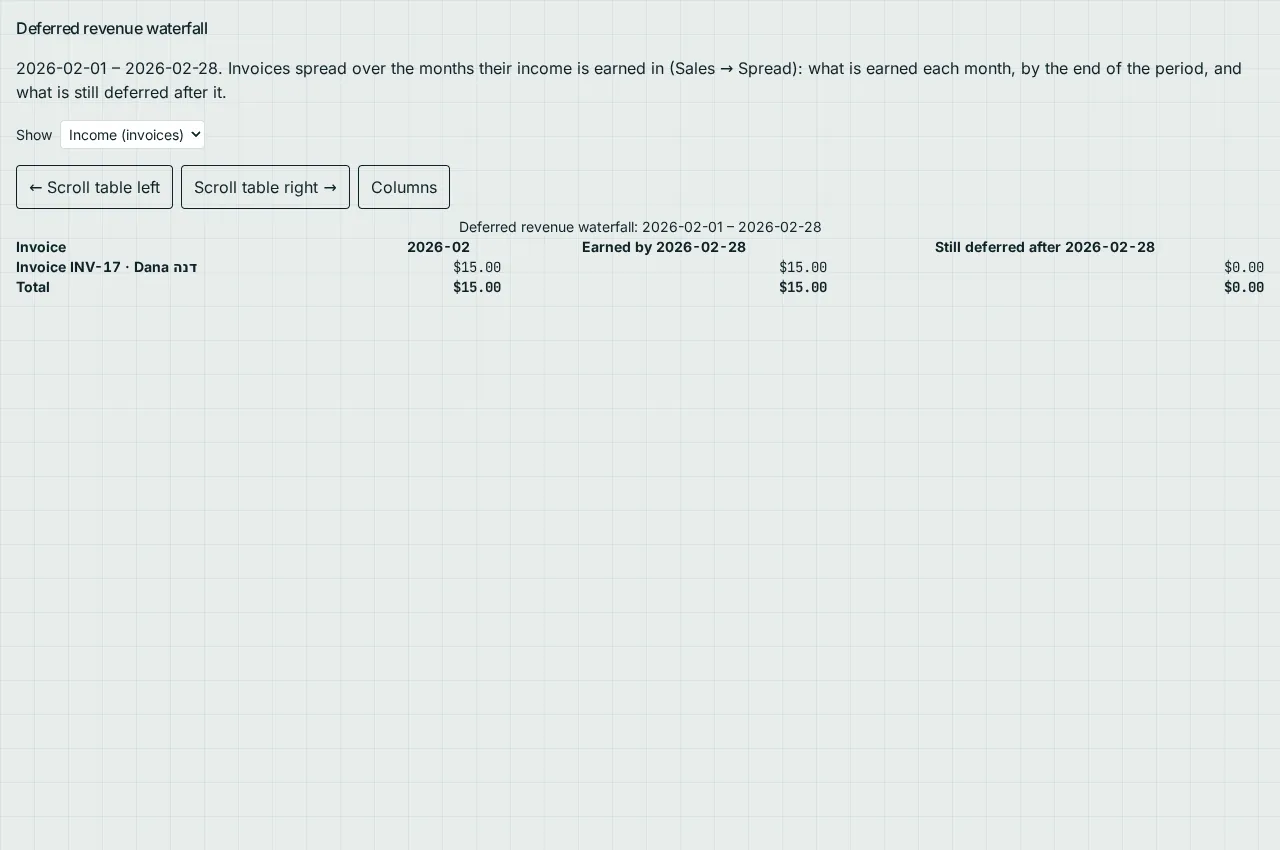 Deferred revenue waterfall
2026-02-01 – 2026-02-28. Invoices spread over the months their income is earned in (Sales → Spread): what is earned each month, by the end of the period, and
what is still deferred after it.
Show Income (invoices)
← Scroll table left Scroll table right → Columns
Deferred revenue waterfall: 2026-02-01 – 2026-02-28
Invoice 2026-02 Earned by 2026-02-28 Still deferred after 2026-02-28
Invoice INV-17 · Dana דנה $15.00 $15.00 $0.00
Total $15.00 $15.00 $0.00